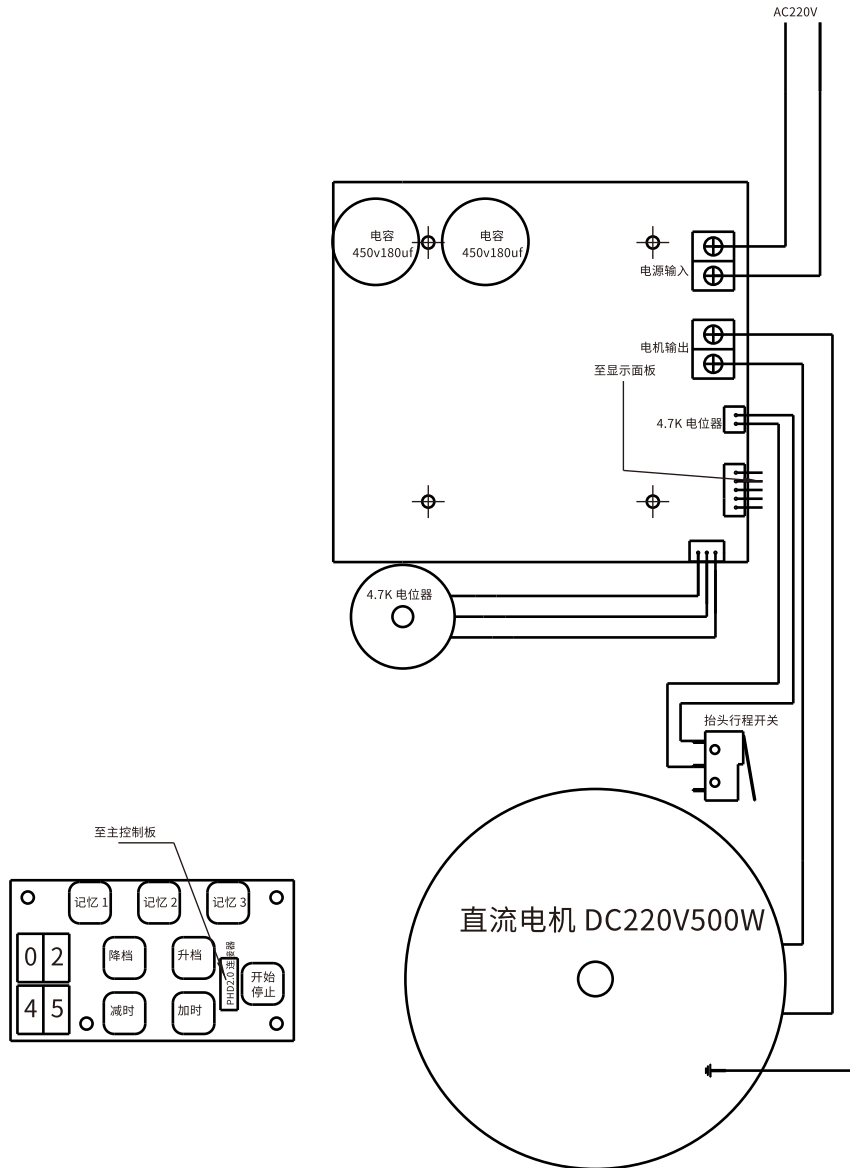 AC220V
电容
450v180uf
电容
450v180uf
电源输入
电机输出
至显示面板
4.7K 电位器
4.7K 电位器
抬头行程开关
至主控制板
记忆 1
记忆 2
记忆 3
直流电机 DC220V500W
0 2
降档
升档
PHD2.0 连接器
开始
停止
4 5
减时
加时